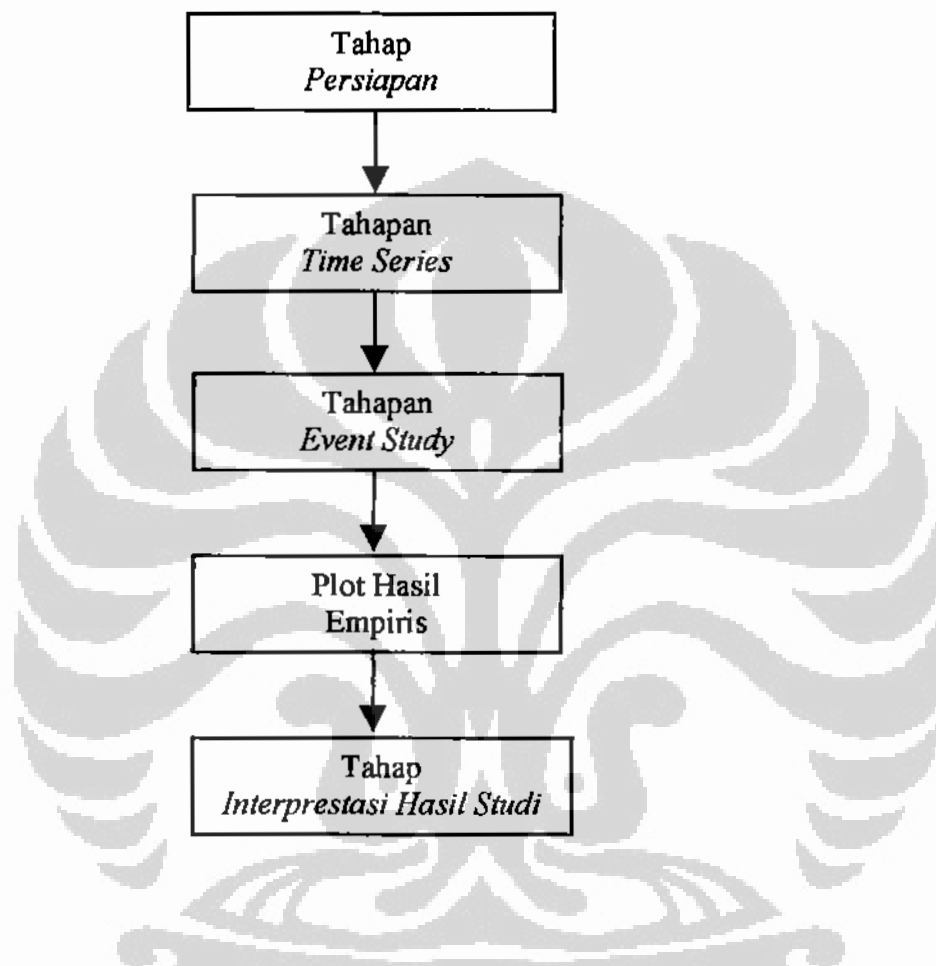 Tahap
Persiapan
Tahapan
Time Series
Tahapan
Event Study
Plot Hasil
Empiris
Tahap
Interprestasi Hasil Studi